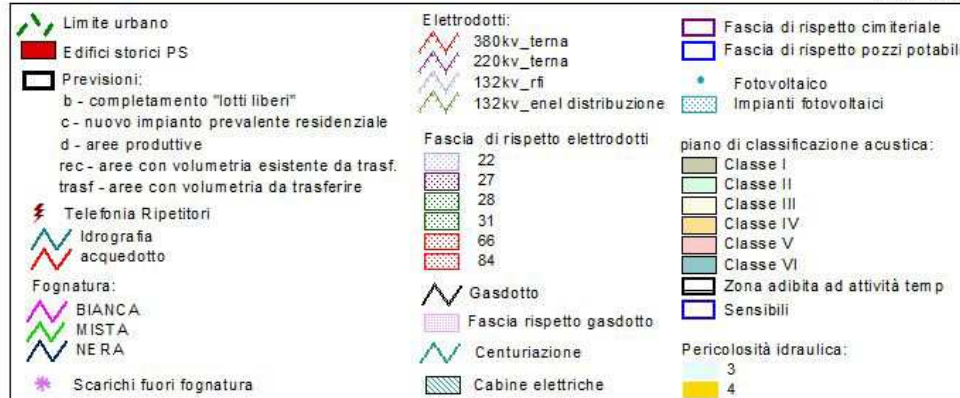 Limite urbano
Edifici storici PS
Previsioni:
b - completamento "lotti liberi"
c - nuovo impianto prevalente residenziale
d - aree produttive
rec - aree con volumetria esistente da trasf.
trasf - aree con volumetria da trasferire
Telefonia Ripetitori
Idrografia
acquedotto
Fognatura:
BIANCA
MISTA
NERA
Scarichi fuori fognatura
Elettrodotti:
380kv_terna
220kv_terna
132kv_rfi
132kv_enel distribuzione
Fascia di rispetto elettrodotti
22
27
28
31
66
84
Gasdotto
Fascia rispetto gasdotto
Centuriazione
Cabine elettriche
Fascia di rispetto cimiteriale
Fascia di rispetto pozzi potabili
Fotovoltaico
Impianti fotovoltaici
piano di classificazione acustica:
Classe I
Classe II
Classe III
Classe IV
Classe V
Classe VI
Zona adibita ad attività temp
Sensibili
Pericolosità idraulica:
3
4